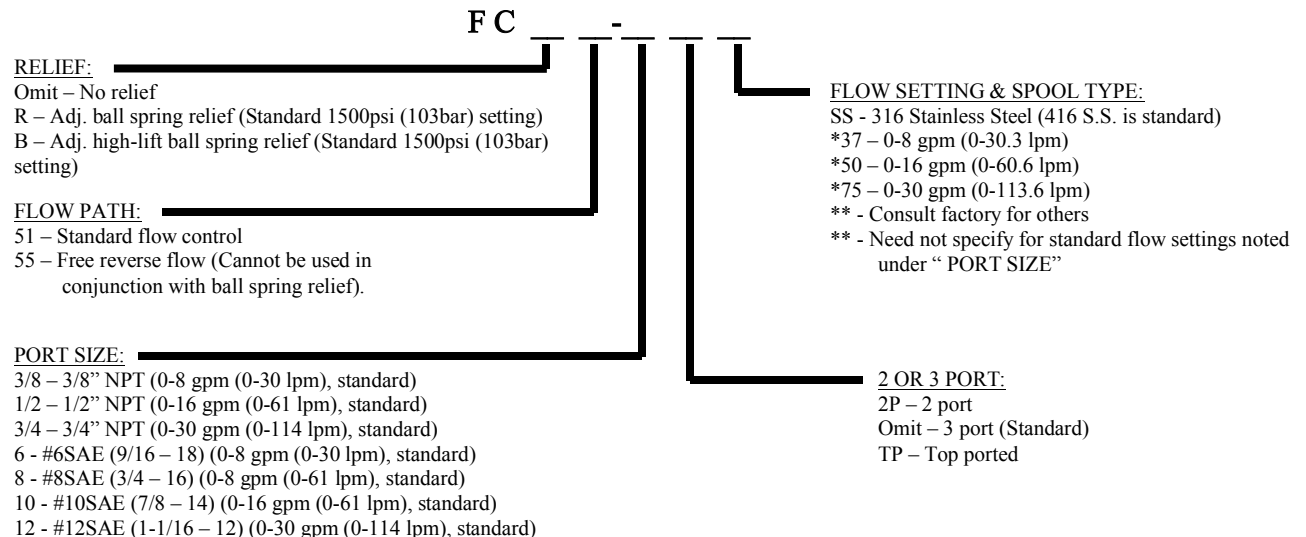 F C __ __-__ __ __
RELIEF:
Omit – No relief
R – Adj. ball spring relief (Standard 1500psi (103bar) setting)
B – Adj. high-lift ball spring relief (Standard 1500psi (103bar)
setting)
FLOW PATH:
51 – Standard flow control
55 – Free reverse flow (Cannot be used in
conjunction with ball spring relief).
PORT SIZE:
3/8 – 3/8” NPT (0-8 gpm (0-30 lpm), standard)
1/2 – 1/2” NPT (0-16 gpm (0-61 lpm), standard)
3/4 – 3/4” NPT (0-30 gpm (0-114 lpm), standard)
6 - #6SAE (9/16 – 18) (0-8 gpm (0-30 lpm), standard)
8 - #8SAE (3/4 – 16) (0-8 gpm (0-61 lpm), standard)
10 - #10SAE (7/8 – 14) (0-16 gpm (0-61 lpm), standard)
12 - #12SAE (1-1/16 – 12) (0-30 gpm (0-114 lpm), standard)
FLOW SETTING & SPOOL TYPE:
SS - 316 Stainless Steel (416 S.S. is standard)
*37 – 0-8 gpm (0-30.3 lpm)
*50 – 0-16 gpm (0-60.6 lpm)
*75 – 0-30 gpm (0-113.6 lpm)
** - Consult factory for others
** - Need not specify for standard flow settings noted
under “ PORT SIZE”
2 OR 3 PORT:
2P – 2 port
Omit – 3 port (Standard)
TP – Top ported